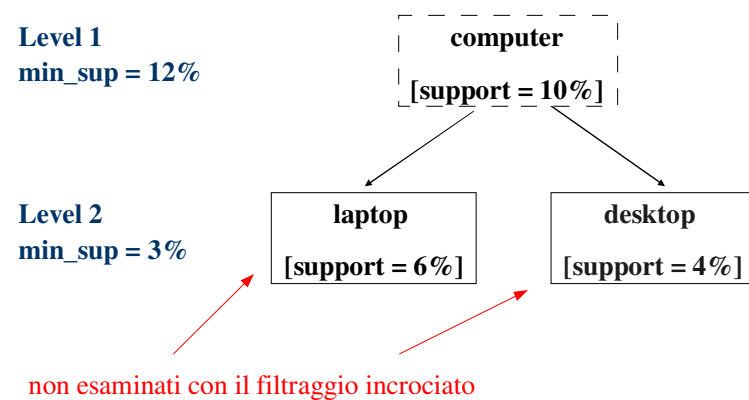 Level 1
min_sup = 12%
computer
[support = 10%]
Level 2
min_sup = 3%
laptop
[support = 6%]
desktop
[support = 4%]
non esaminati con il filtraggio incrociato